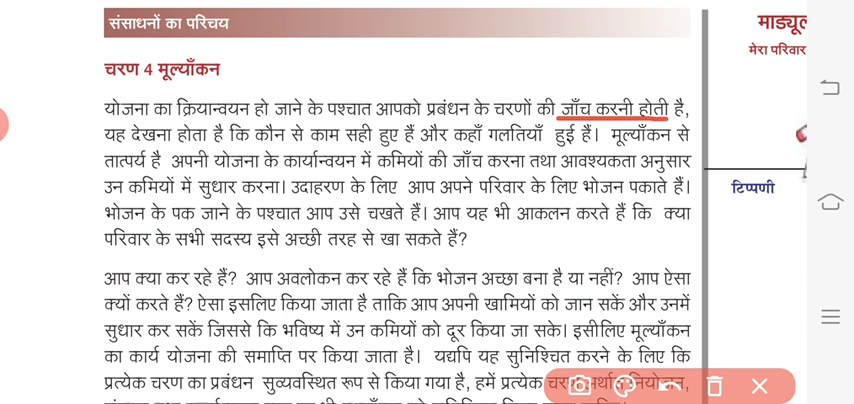 संसाधनों का परिचय
माड्यूल
मेरा परिवार
चरण 4 मूल्याँकन
योजना का क्रियान्वयन हो जाने के पश्चात आपको प्रबंधन के चरणों की जाँच करनी होती है,
यह देखना होता है कि कौन से काम सही हुए हैं और कहाँ गलतियाँ हुई हैं। मूल्याँकन से
तात्पर्य है अपनी योजना के कार्यान्वयन में कमियों की जाँच करना तथा आवश्यकता अनुसार
उन कमियों में सुधार करना। उदाहरण के लिए आप अपने परिवार के लिए भोजन पकाते हैं।
भोजन के पक जाने के पश्चात आप उसे चखते हैं। आप यह भी आकलन करते हैं कि क्या
परिवार के सभी सदस्य इसे अच्छी तरह से खा सकते हैं?
टिप्पणी
आप क्या कर रहे हैं? आप अवलोकन कर रहे हैं कि भोजन अच्छा बना है या नहीं? आप ऐसा
क्यों करते हैं? ऐसा इसलिए किया जाता है ताकि आप अपनी खामियों को जान सकें और उनमें
सुधार कर सकें जिससे कि भविष्य में उन कमियों को दूर किया जा सके। इसीलिए मूल्याँकन
का कार्य योजना की समाप्ति पर किया जाता है। यद्यपि यह सुनिश्चित करने के लिए कि
प्रत्येक चरण का प्रबंधन सुव्यवस्थित रूप से किया गया है, हमें प्रत्येक चरण अर्थात नियोजन,